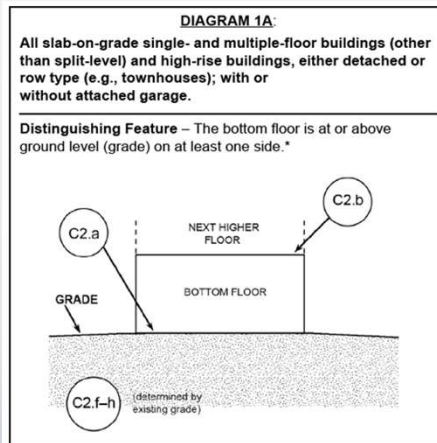 DIAGRAM 1A:
All slab-on-grade single- and multiple-floor buildings (other
than split-level) and high-rise buildings, either detached or
row type (e.g., townhouses); with or
without attached garage.
Distinguishing Feature – The bottom floor is at or above
ground level (grade) on at least one side.*
C2.b
C2.a
NEXT HIGHER
FLOOR
BOTTOM FLOOR
GRADE
C2.f–h
(determined by
existing grade)